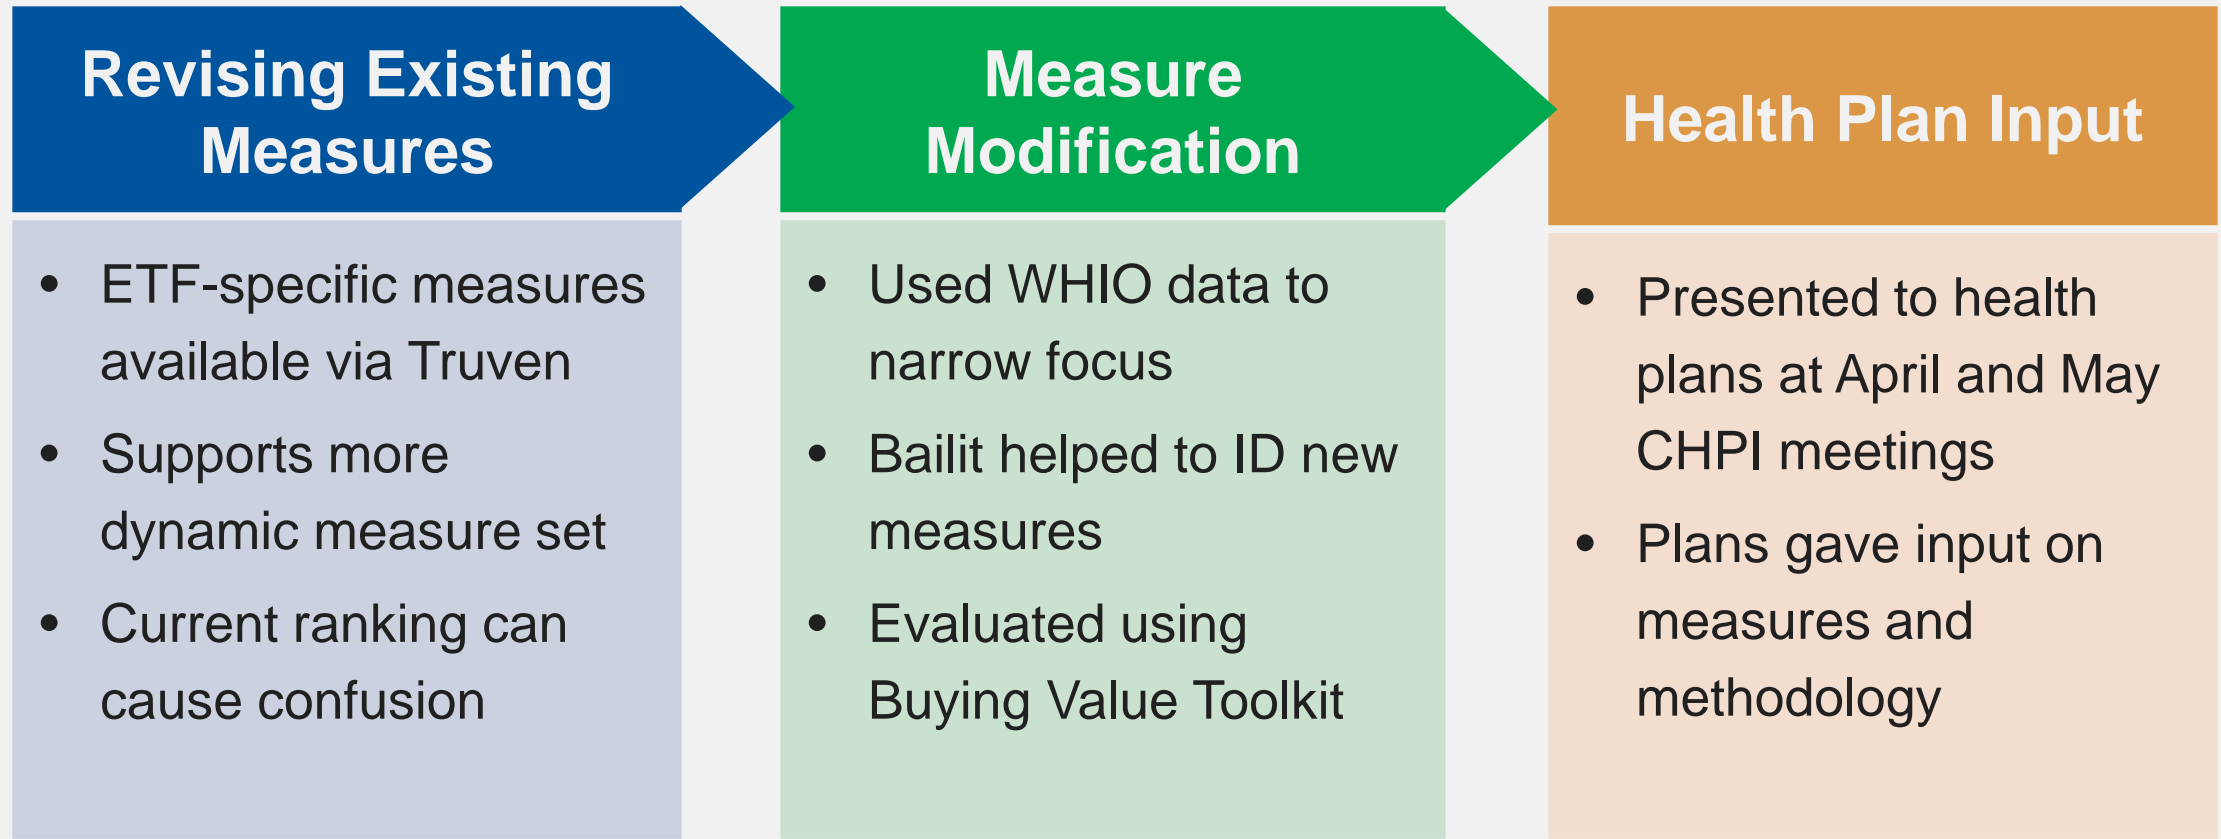 Revising Existing
Measures
• ETF-specific measures
available via Truven
• Supports more
dynamic measure set
• Current ranking can
cause confusion
Measure
Modification
• Used WHIO data to
narrow focus
• Bailit helped to ID new
measures
• Evaluated using
Buying Value Toolkit
Health Plan Input
• Presented to health
plans at April and May
CHPI meetings
• Plans gave input on
measures and
methodology